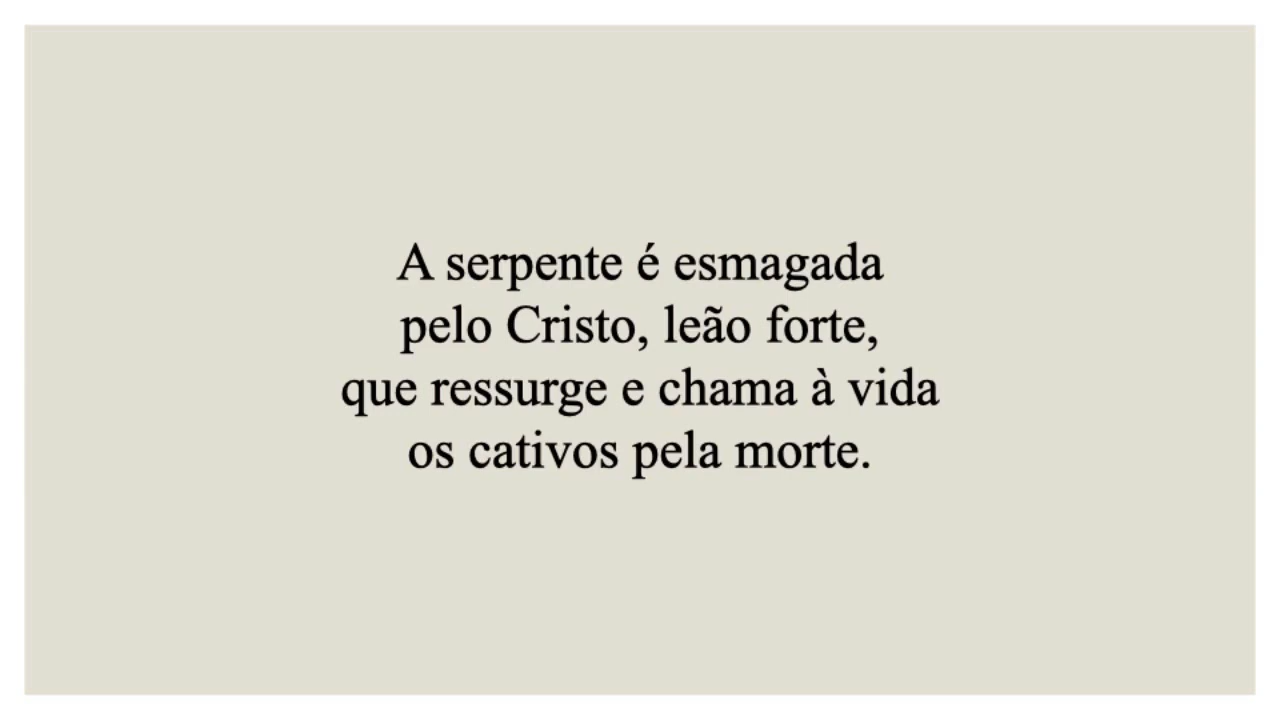 A serpente é esmagada
pelo Cristo, leão forte,
que ressurge e chama à vida
os cativos pela morte.